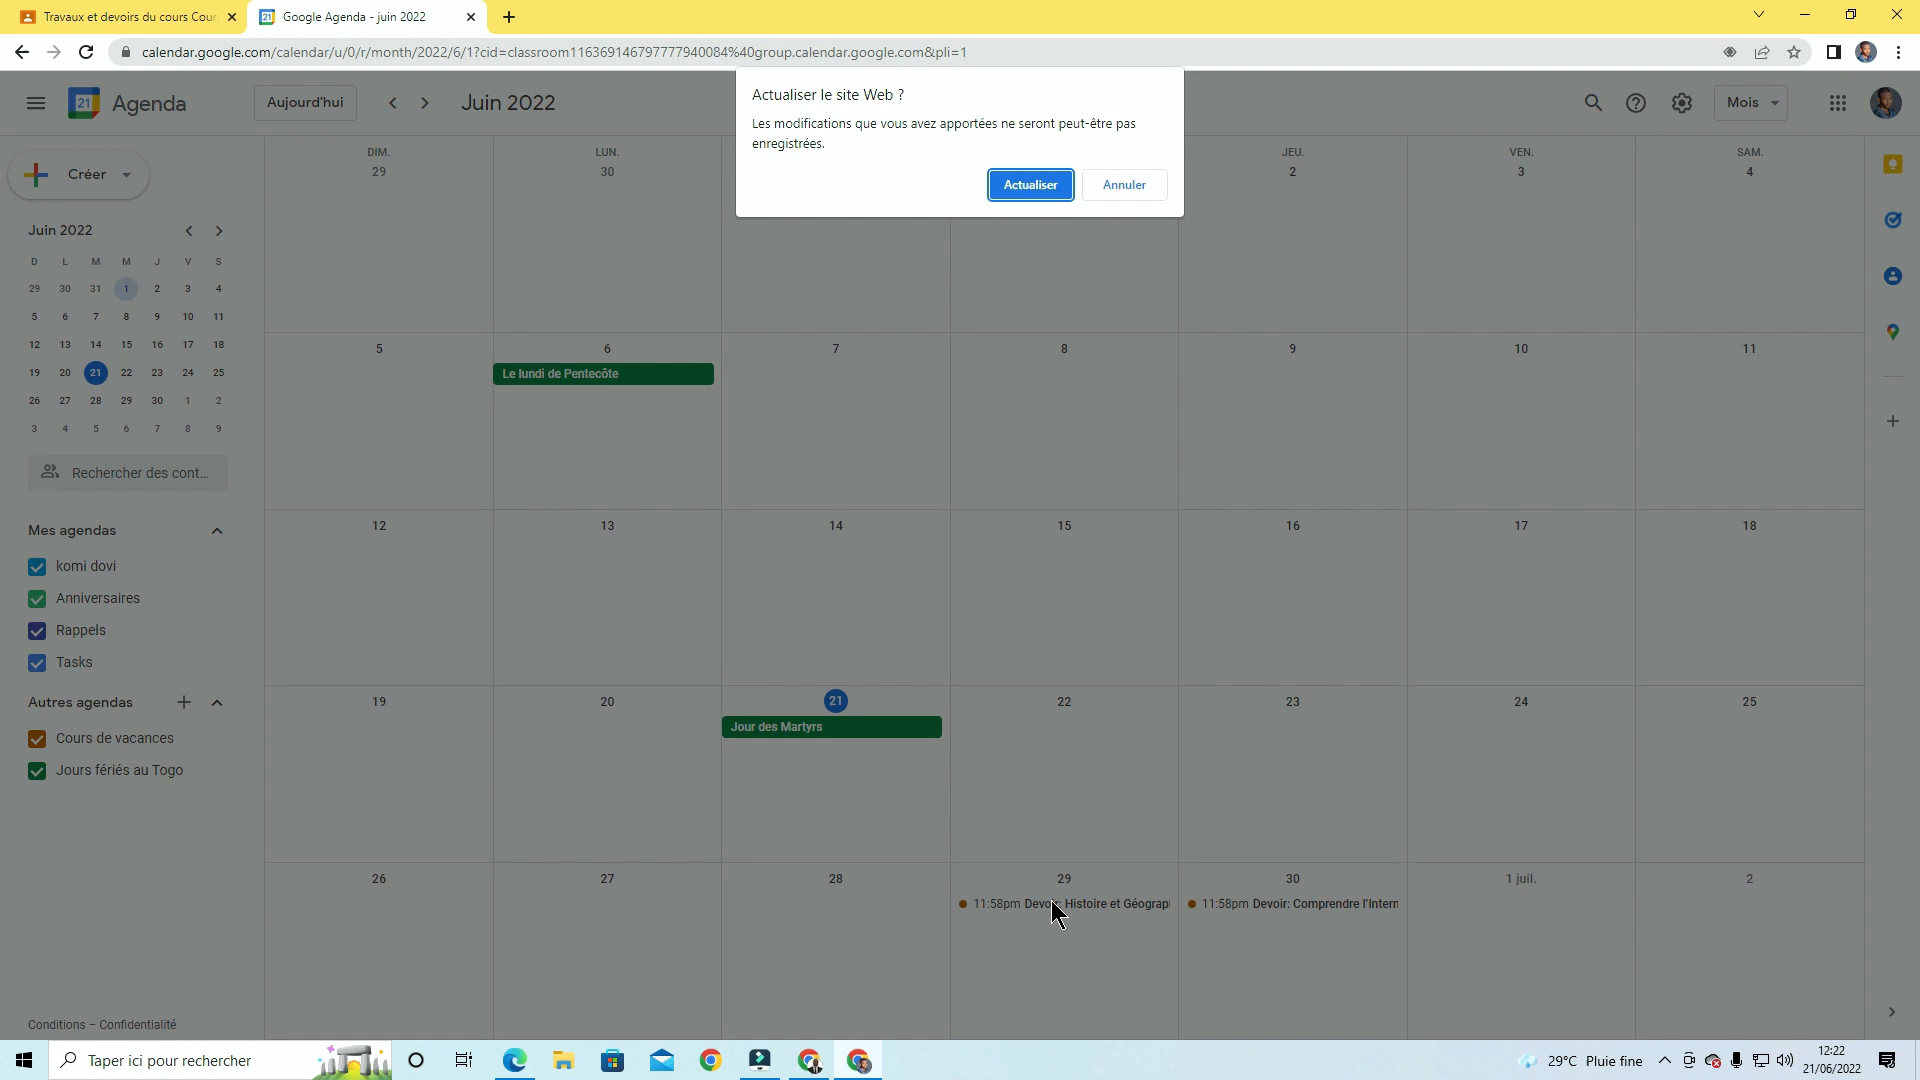 Travaux et devoirs du cours Cour
Google Agenda - juin 2022
calendar.google.com/calendar/u/0/r/month/2022/6/1?cid=classroom116369146797777940084%40group.calendar.google.com&pli=1
Actualiser le site Web ?
Les modifications que vous avez apportées ne seront peut-être pas
enregistrées.
Actualiser
Annuler
21
Agenda
Aujourd'hui
Juin 2022
Mois
Créer
Juin 2022
D L M M J V S
29 30 31 1 2 3 4
5 6 7 8 9 10 11
12 13 14 15 16 17 18
19 20 21 22 23 24 25
26 27 28 29 30 1 2
3 4 5 6 7 8 9
Rechercher des cont...
Mes agendas
komi dovi
Anniversaires
Rappels
Tasks
Autres agendas
Cours de vacances
Jours fériés au Togo
Conditions – Confidentialité
DIM. LUN. JEU. VEN. SAM.
29 30 2 3 4
5 6 7 8 9 10 11
Le lundi de Pentecôte
12 13 14 15 16 17 18
19 20 21 22 23 24 25
Jour des Martyrs
26 27 28 29 30 1 juil. 2
11:58pm Devoir: Histoire et Géograp
11:58pm Devoir: Comprendre l'Intern
Taper ici pour rechercher
29°C Pluie fine
12:22
21/06/2022